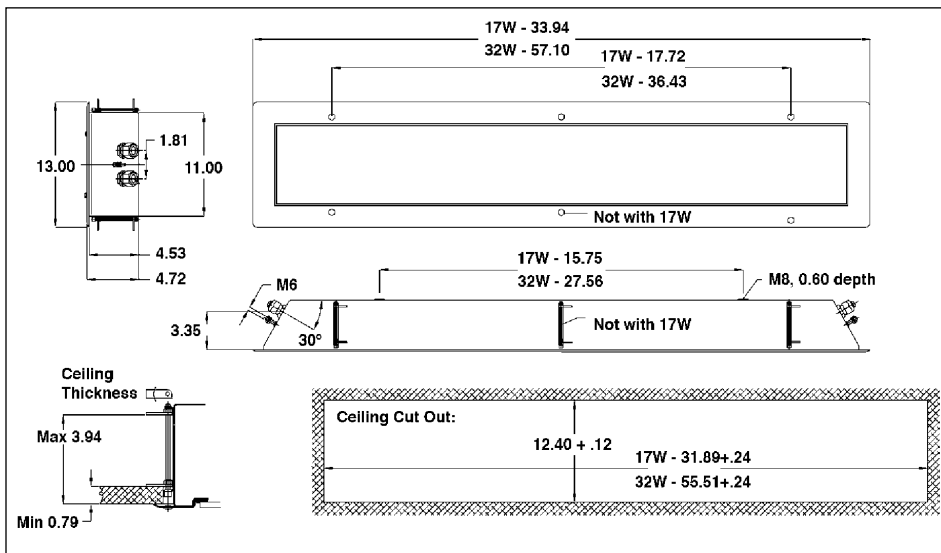 17W - 33.94
32W - 57.10
17W - 17.72
32W - 36.43
1.81
13.00
11.00
Not with 17W
4.53
4.72
17W - 15.75
32W - 27.56
M8, 0.60 depth
M6
3.35
30°
Not with 17W
Ceiling
Thickness
Max 3.94
Min 0.79
Ceiling Cut Out:
12.40 + .12
17W - 31.89+.24
32W - 55.51+.24